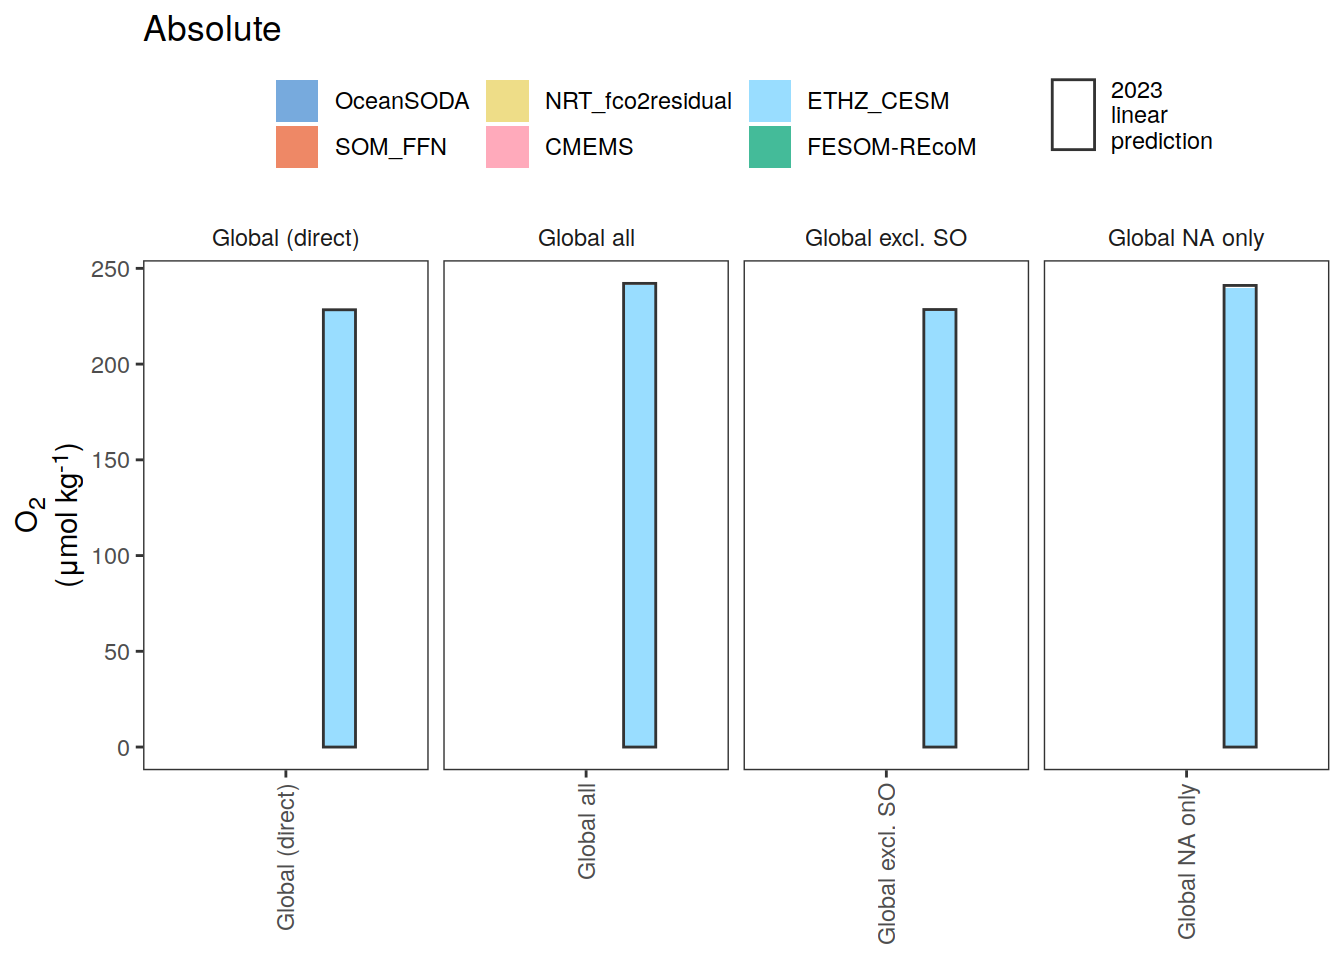 Absolute
OceanSODA
NRT_fco2residual
ETHZ_CESM
SOM_FFN
CMEMS
FESOM-REcoM
2023
linear
prediction
Global (direct)
Global all
Global excl. SO
Global NA only
O₂
(µmol kg⁻¹)
250
200
150
100
50
0
Global (direct)
Global all
Global excl. SO
Global NA only